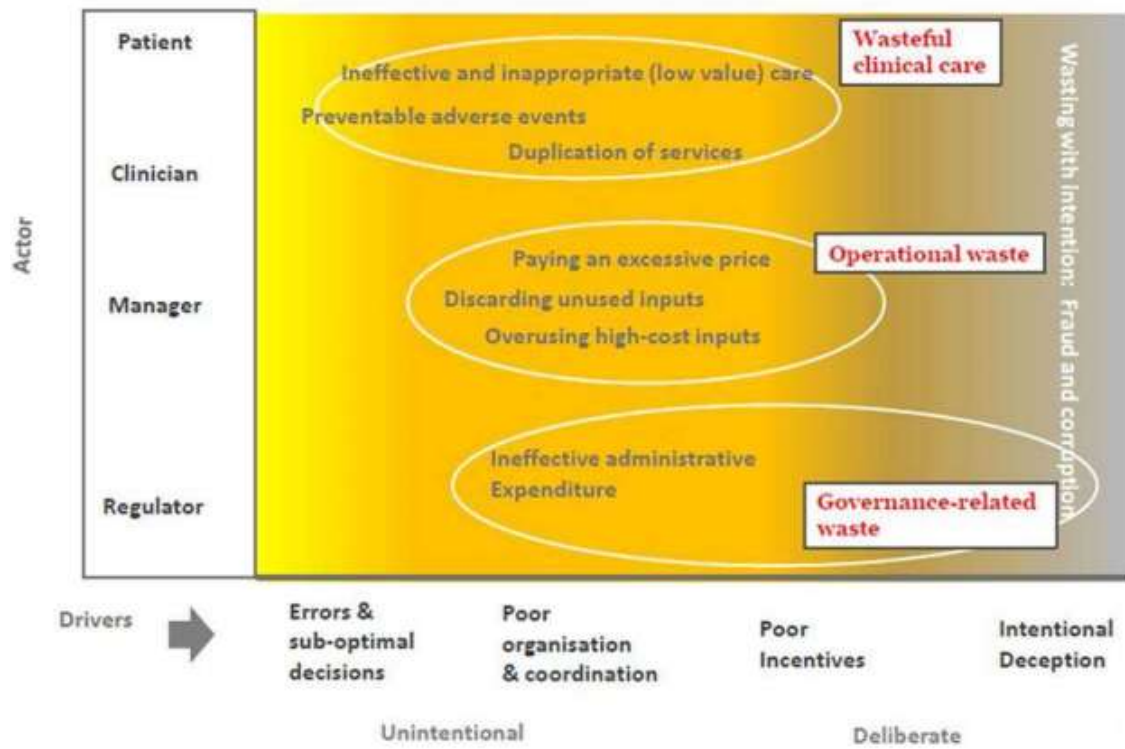 Patient
Wasteful
clinical care
Ineffective and inappropriate (low value) care
Preventable adverse events
Duplication of services
Clinician
Actor
Wasting with intention: Fraud and corruption
Paying an excessive price
Operational waste
Manager
Discarding unused inputs
Overusing high-cost inputs
Ineffective administrative
Expenditure
Regulator
Governance-related
waste
Drivers
Errors &
sub-optimal
decisions
Poor
organisation
& coordination
Poor
Incentives
Intentional
Deception
Unintentional
Deliberate